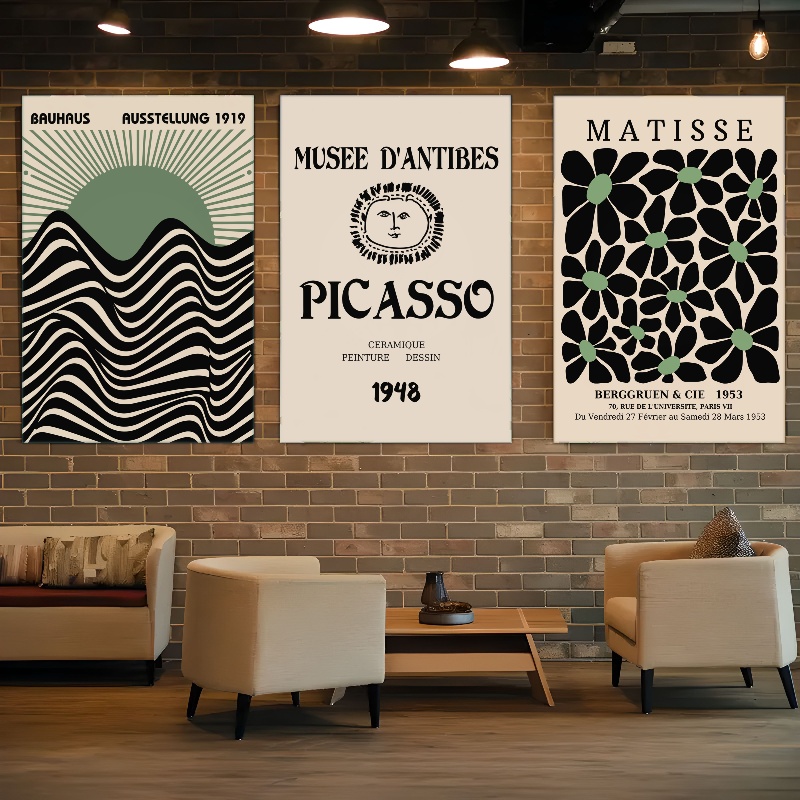 BAUHAUS AUSSTELLUNG 1919
MUSEE D'ANTIBES
PICASSO
CERAMIQUE
PEINTURE DESSIN
1948
MATISSE
BERGGRUEN & CIE 1953
70, RUE DE L'UNIVERSITE, PARIS VII
Du Vendredi 27 Février au Samedi 28 Mars 1953